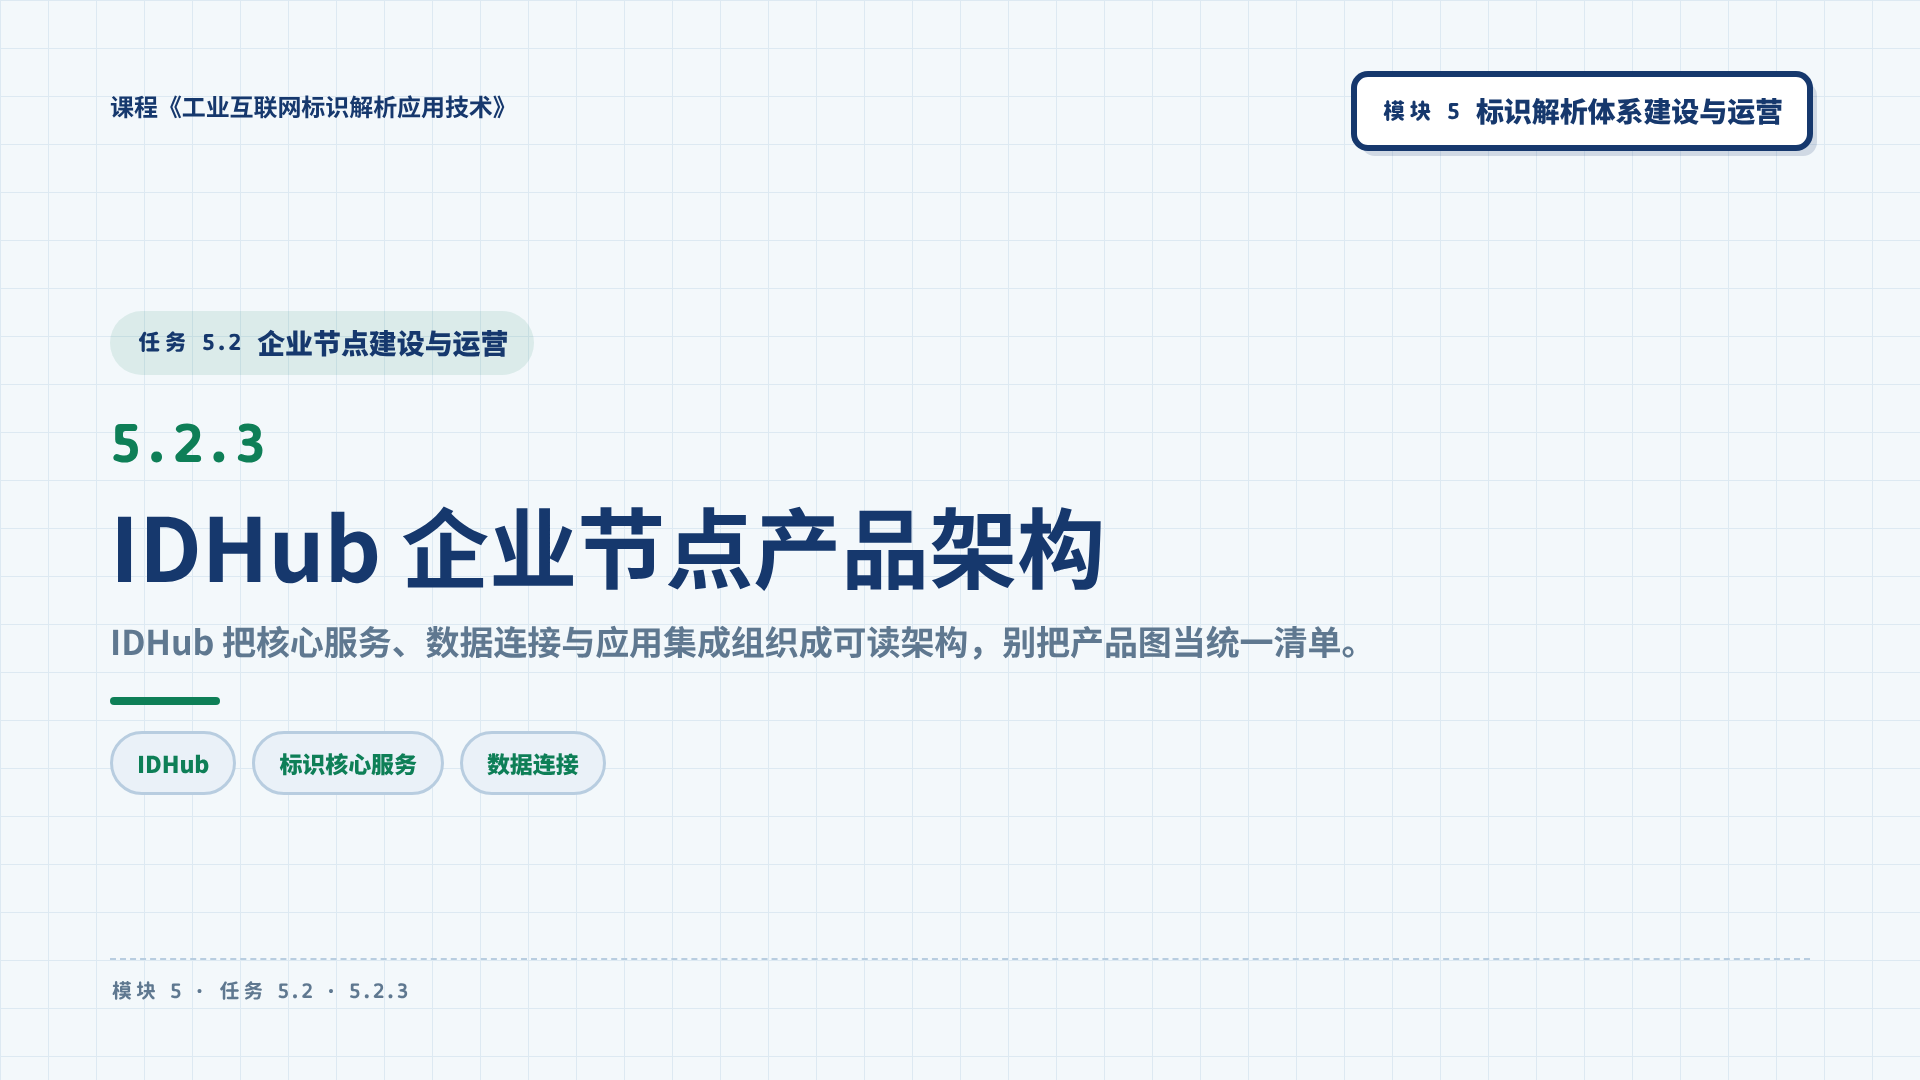 课程《工业互联网标识解析应用技术》
模块 5 标识解析体系建设与运营
任务 5.2 企业节点建设与运营
5.2.3
IDHub 企业节点产品架构
IDHub 把核心服务、数据连接与应用集成组织成可读架构，别把产品图当统一清单。
IDHub
标识核心服务
数据连接
模块 5 · 任务 5.2 · 5.2.3